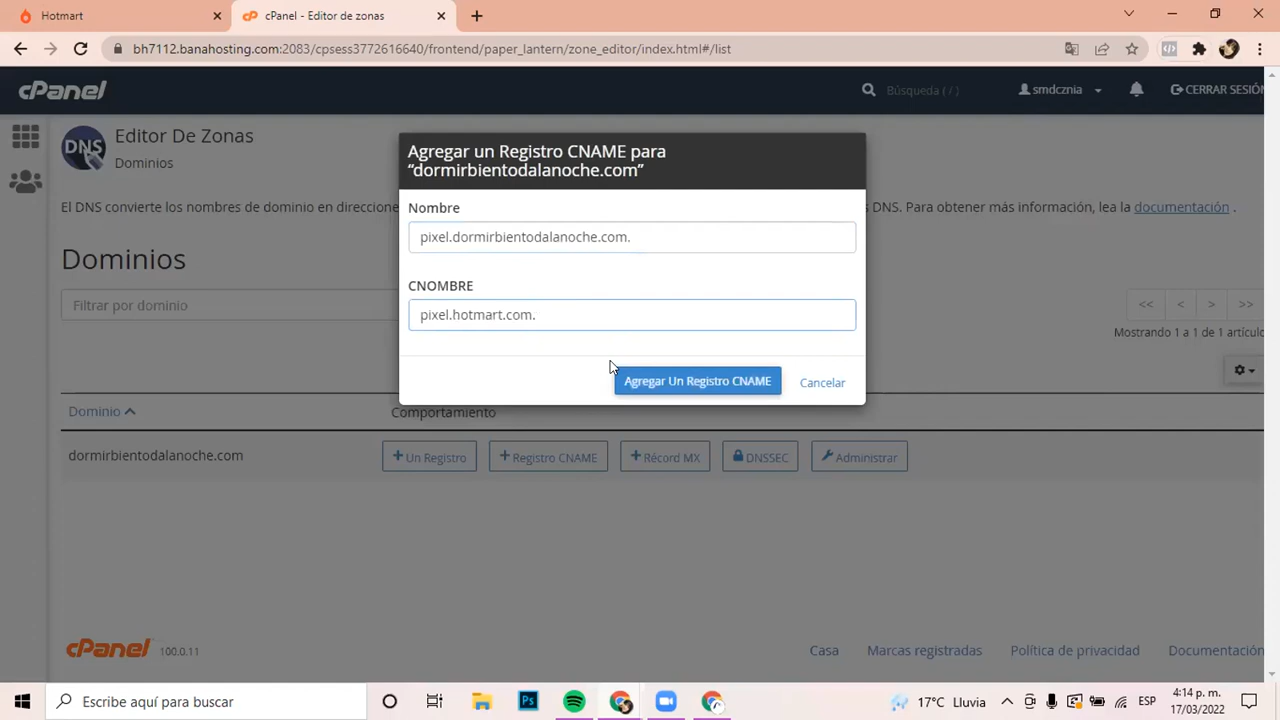 Hotmart
cPanel - Editor de zonas
bh7112.banahosting.com:2083/cpsess3772616640/frontend/paper_lantern/zone_editor/index.html#/list
cPanel
Búsqueda ( / )
smdcznia
CERRAR SESIÓN
DNS
Editor De Zonas
Dominios
El DNS convierte los nombres de dominio en direccione
s DNS. Para obtener más información, lea la documentación .
Dominios
Filtrar por dominio
<< < > >>
Mostrando 1 a 1 de 1 artículo
Agregar un Registro CNAME para
“dormirbientodalanoche.com”
Nombre
pixel.dormirbientodalanoche.com.
CNOMBRE
pixel.hotmart.com.
Agregar Un Registro CNAME
Cancelar
Dominio
Comportamiento
dormirbientodalanoche.com
+ Un Registro
+ Registro CNAME
+ Récord MX
DNSSEC
Administrar
cPanel 100.0.11
Casa
Marcas registradas
Política de privacidad
Documentación
Escribe aquí para buscar
Ps
17°C Lluvia
ESP
4:14 p. m.
17/03/2022